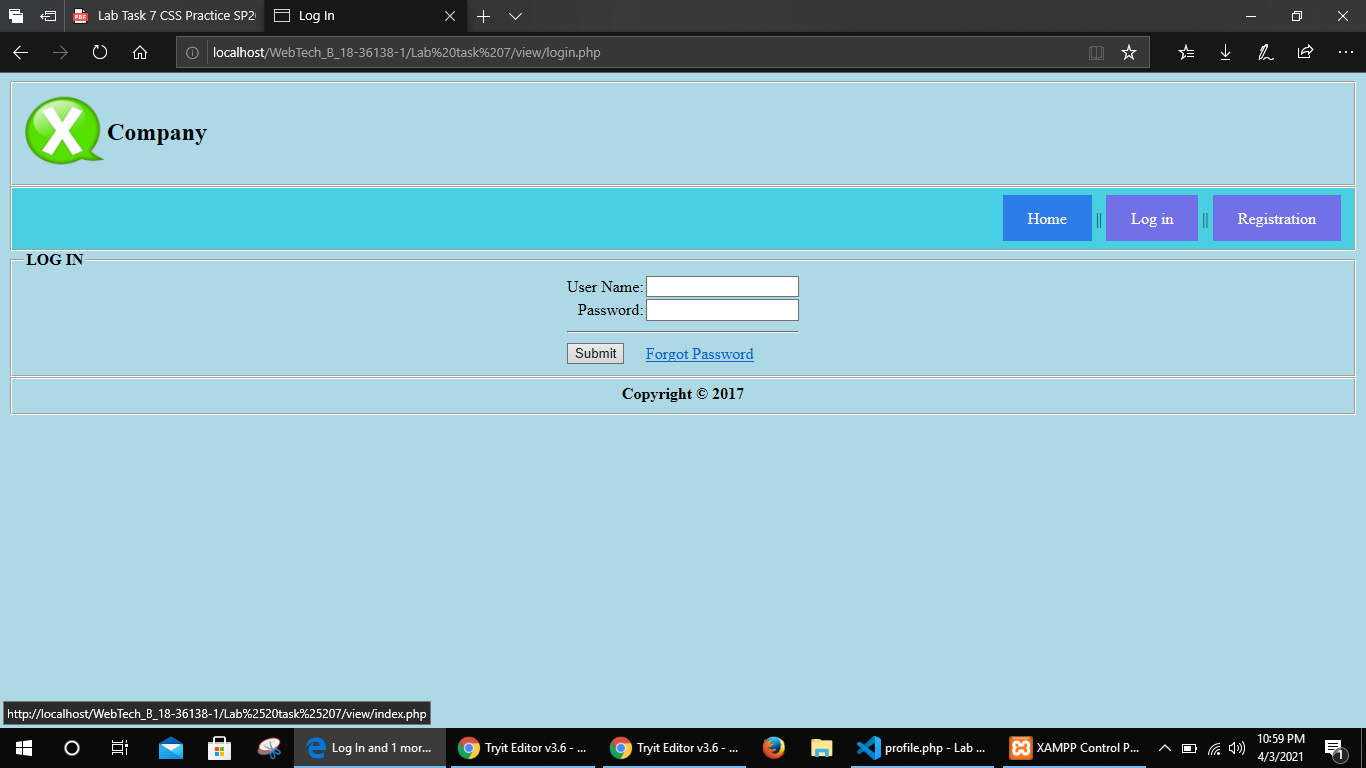 Lab Task 7 CSS Practice SP2
Log In
localhost/WebTech_B_18-36138-1/Lab%20task%207/view/login.php
X Company
Home || Log in || Registration
LOG IN
User Name:
Password:
Submit Forgot Password
Copyright © 2017
http://localhost/WebTech_B_18-36138-1/Lab%2520task%25207/view/index.php
Log In and 1 mor... Tryit Editor v3.6 - ... Tryit Editor v3.6 - ... profile.php - Lab ... XAMPP Control P... 10:59 PM
4/3/2021 1